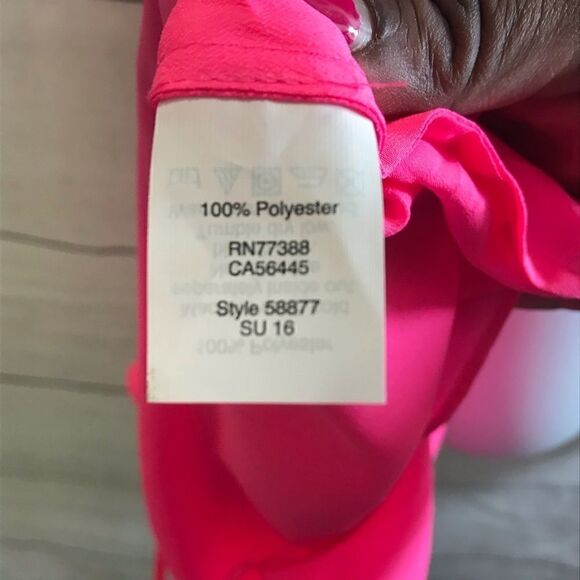 100% Polyester
RN77388
CA56445
Style 58877
SU 16